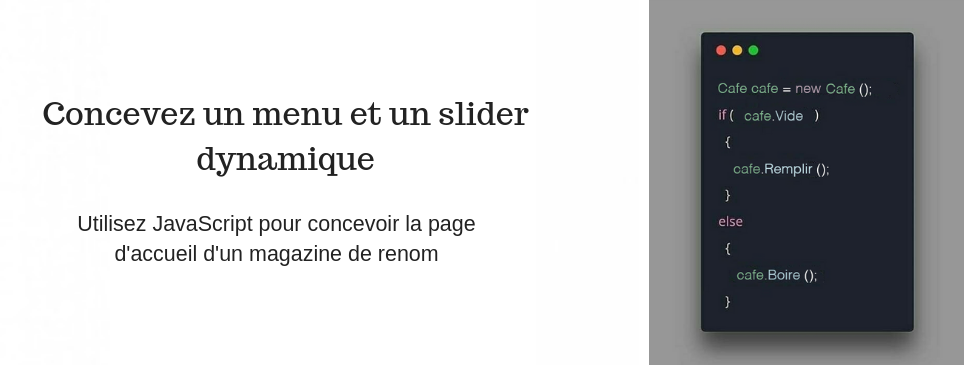 Concevez un menu et un slider
dynamique
Utilisez JavaScript pour concevoir la page
d'accueil d'un magazine de renom
Cafe cafe = new Cafe ();
if ( cafe.Vide )
{
cafe.Remplir ();
}
else
{
cafe.Boire ();
}